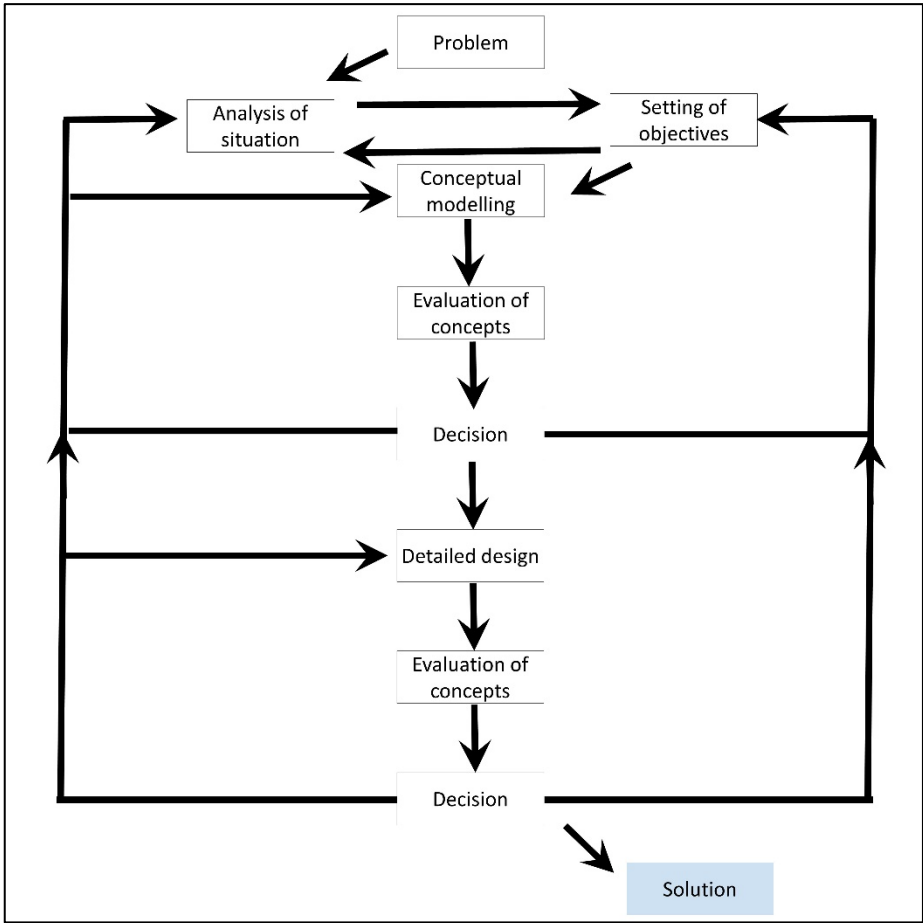 Problem
Analysis of
situation
Setting of
objectives
Conceptual
modelling
Evaluation of
concepts
Decision
Detailed design
Evaluation of
concepts
Decision
Solution